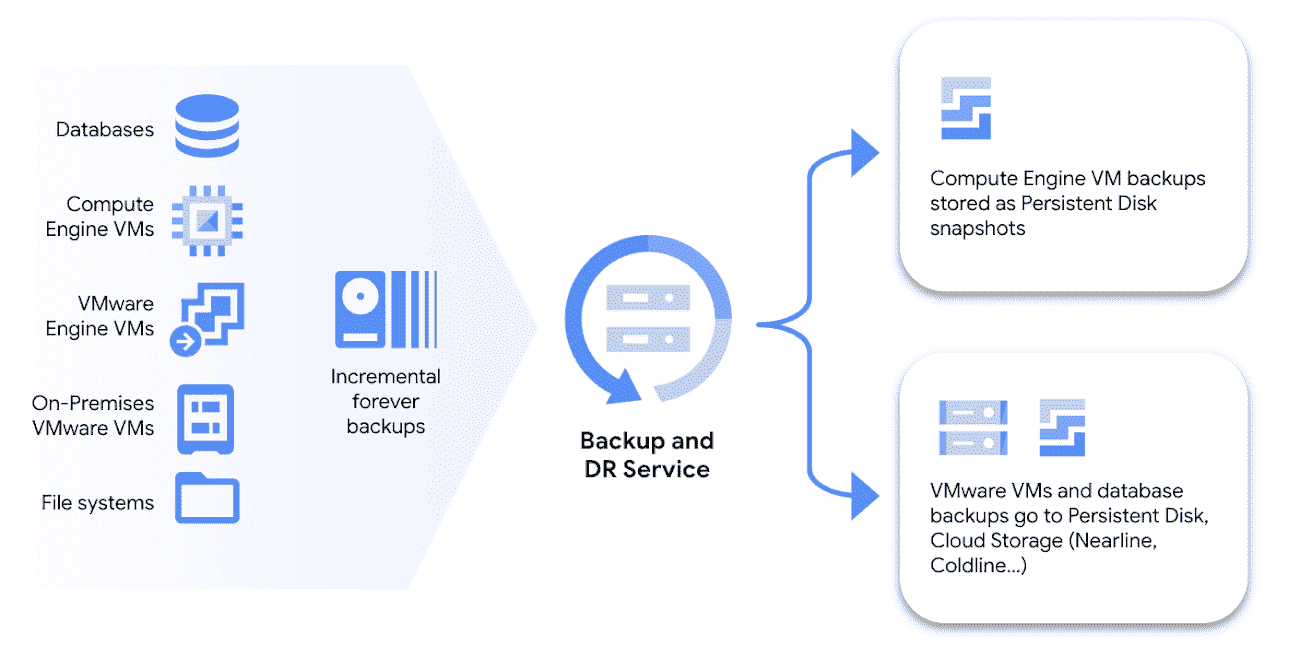 Databases
Compute
Engine VMs
VMware
Engine VMs
On-Premises
VMware VMs
File systems
Incremental
forever
backups
Backup and
DR Service
Compute Engine VM backups
stored as Persistent Disk
snapshots
VMware VMs and database
backups go to Persistent Disk,
Cloud Storage (Nearline,
Coldline...)